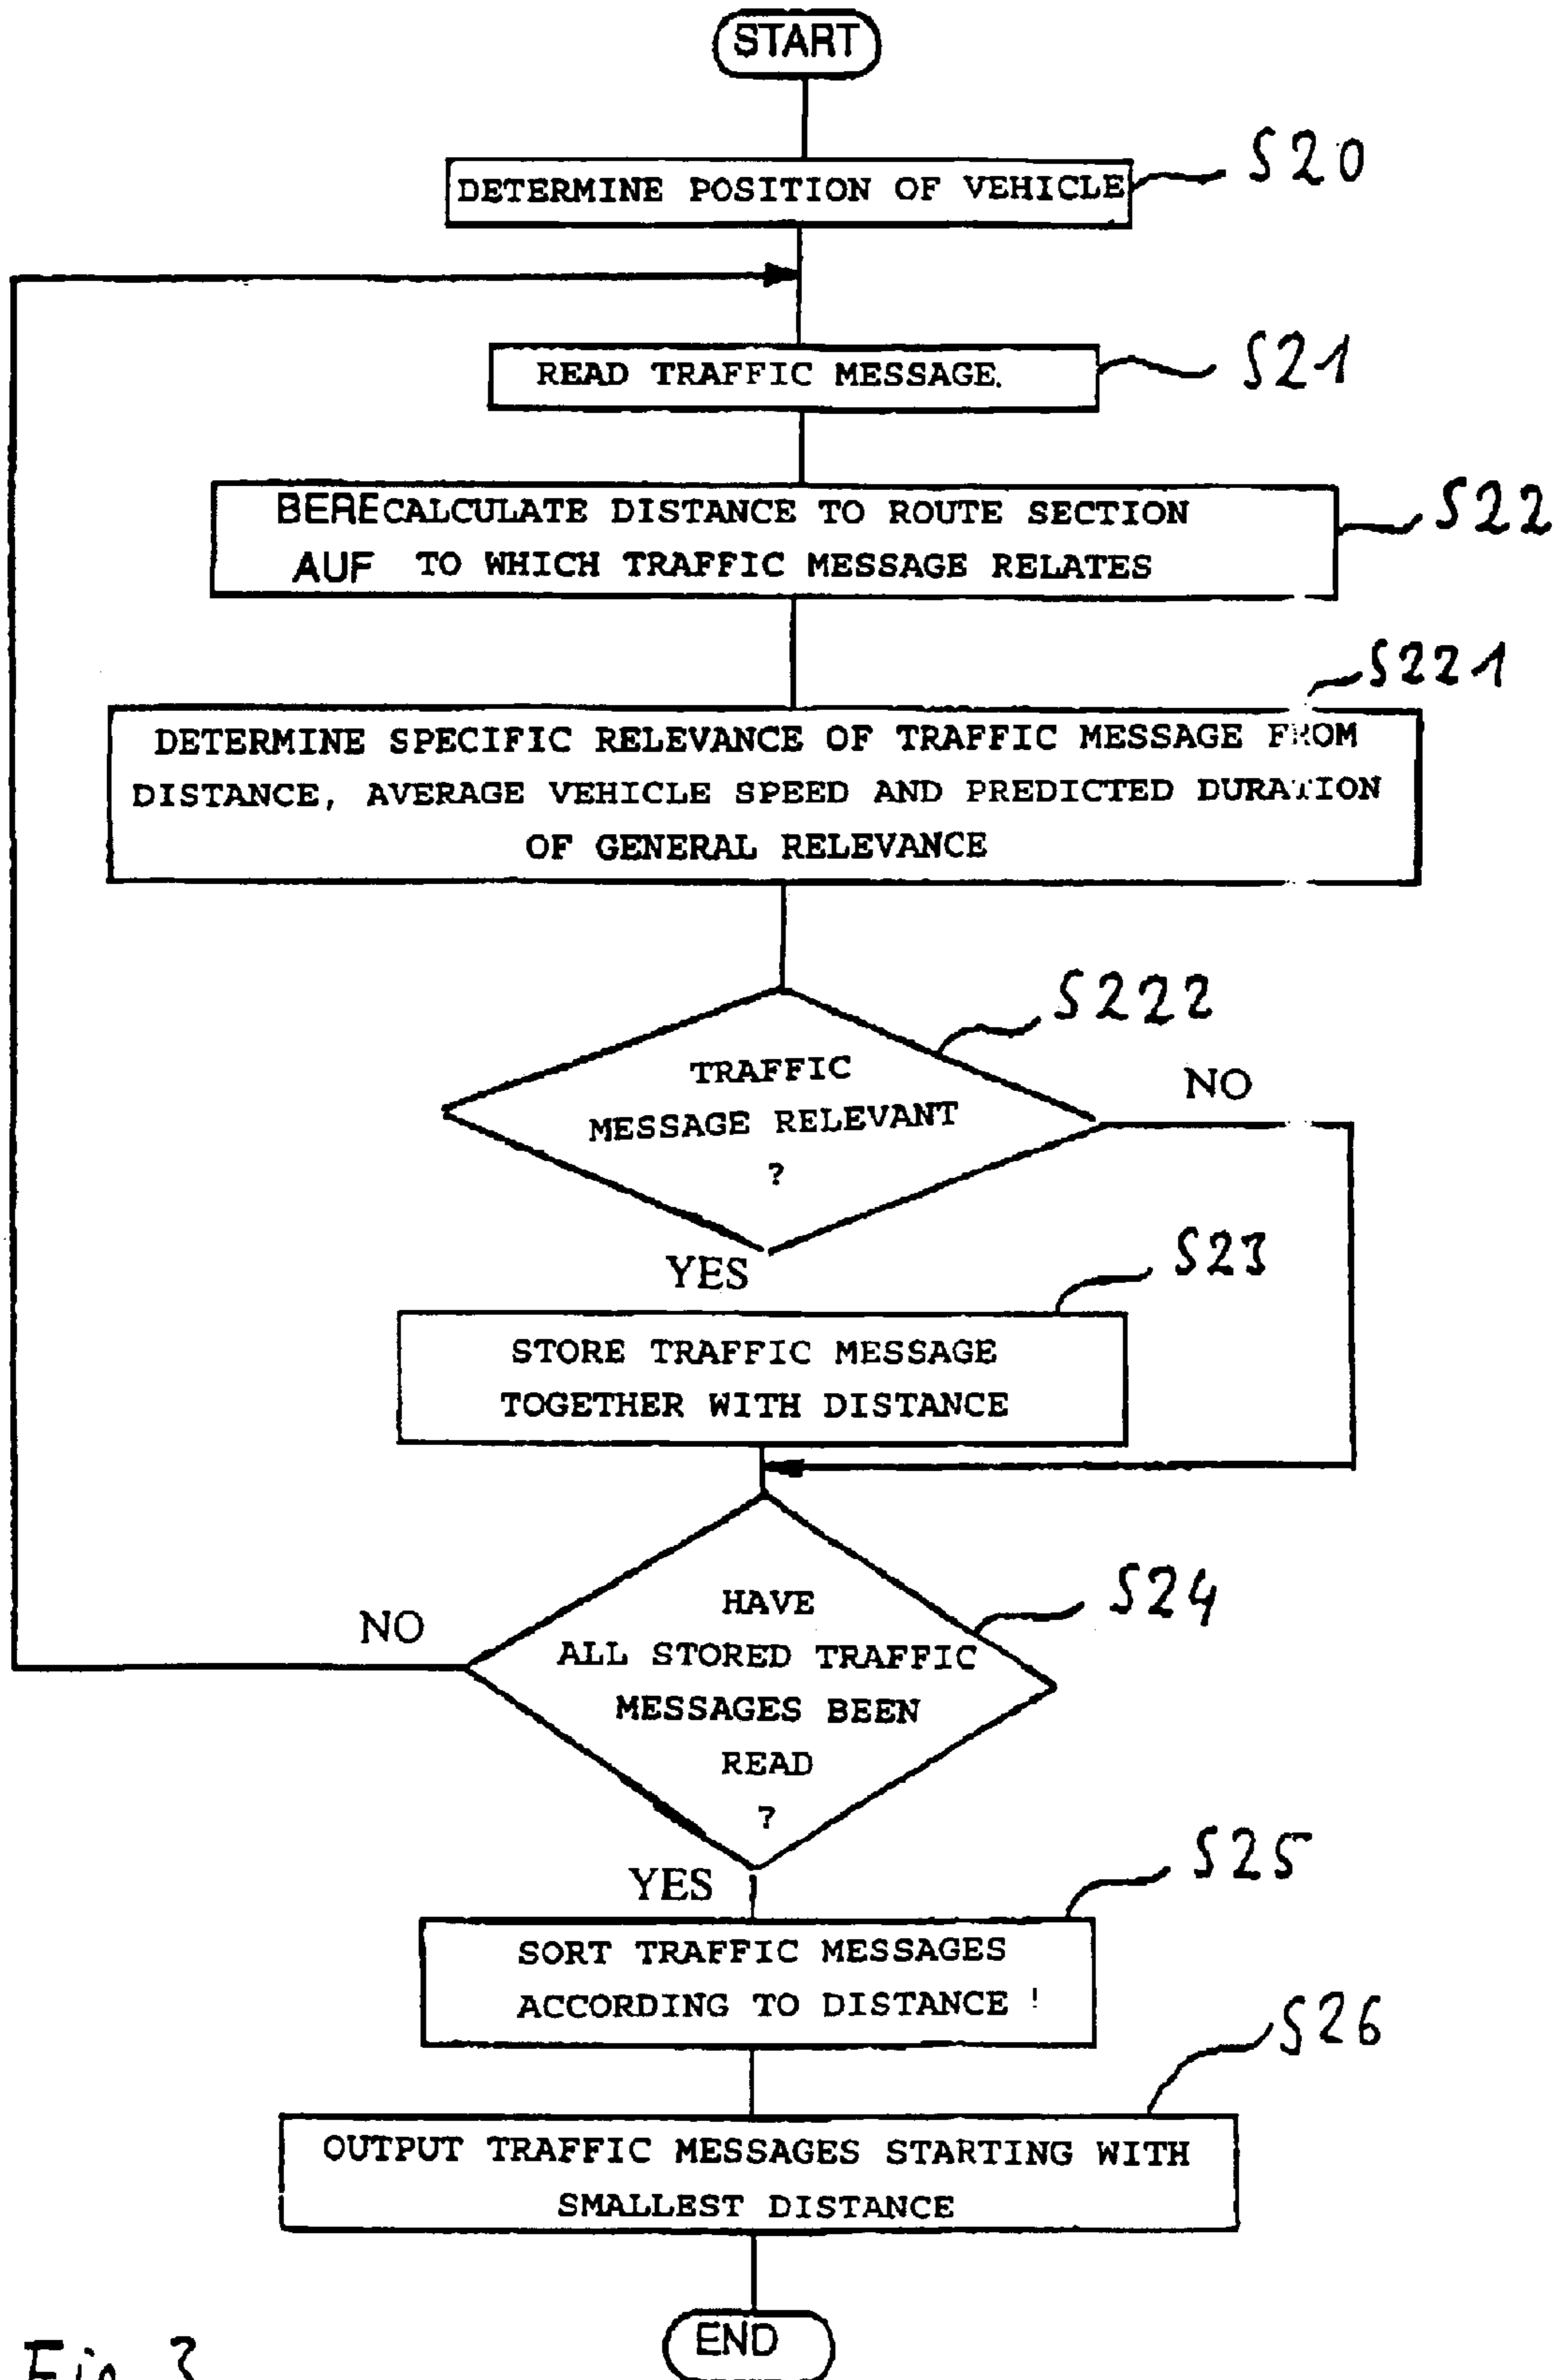 START
DETERMINE POSITION OF VEHICLE
S20
READ TRAFFIC MESSAGE.
S21
BERECALCULATE DISTANCE TO ROUTE SECTION
AUF TO WHICH TRAFFIC MESSAGE RELATES
S22
S221
DETERMINE SPECIFIC RELEVANCE OF TRAFFIC MESSAGE FROM
DISTANCE, AVERAGE VEHICLE SPEED AND PREDICTED DURATION
OF GENERAL RELEVANCE
S222
TRAFFIC
MESSAGE RELEVANT
?
NO
YES
S23
STORE TRAFFIC MESSAGE
TOGETHER WITH DISTANCE
HAVE
ALL STORED TRAFFIC
MESSAGES BEEN
READ
?
S24
NO
YES
S25
SORT TRAFFIC MESSAGES
ACCORDING TO DISTANCE !
S26
OUTPUT TRAFFIC MESSAGES STARTING WITH
SMALLEST DISTANCE
END
Fig. 3